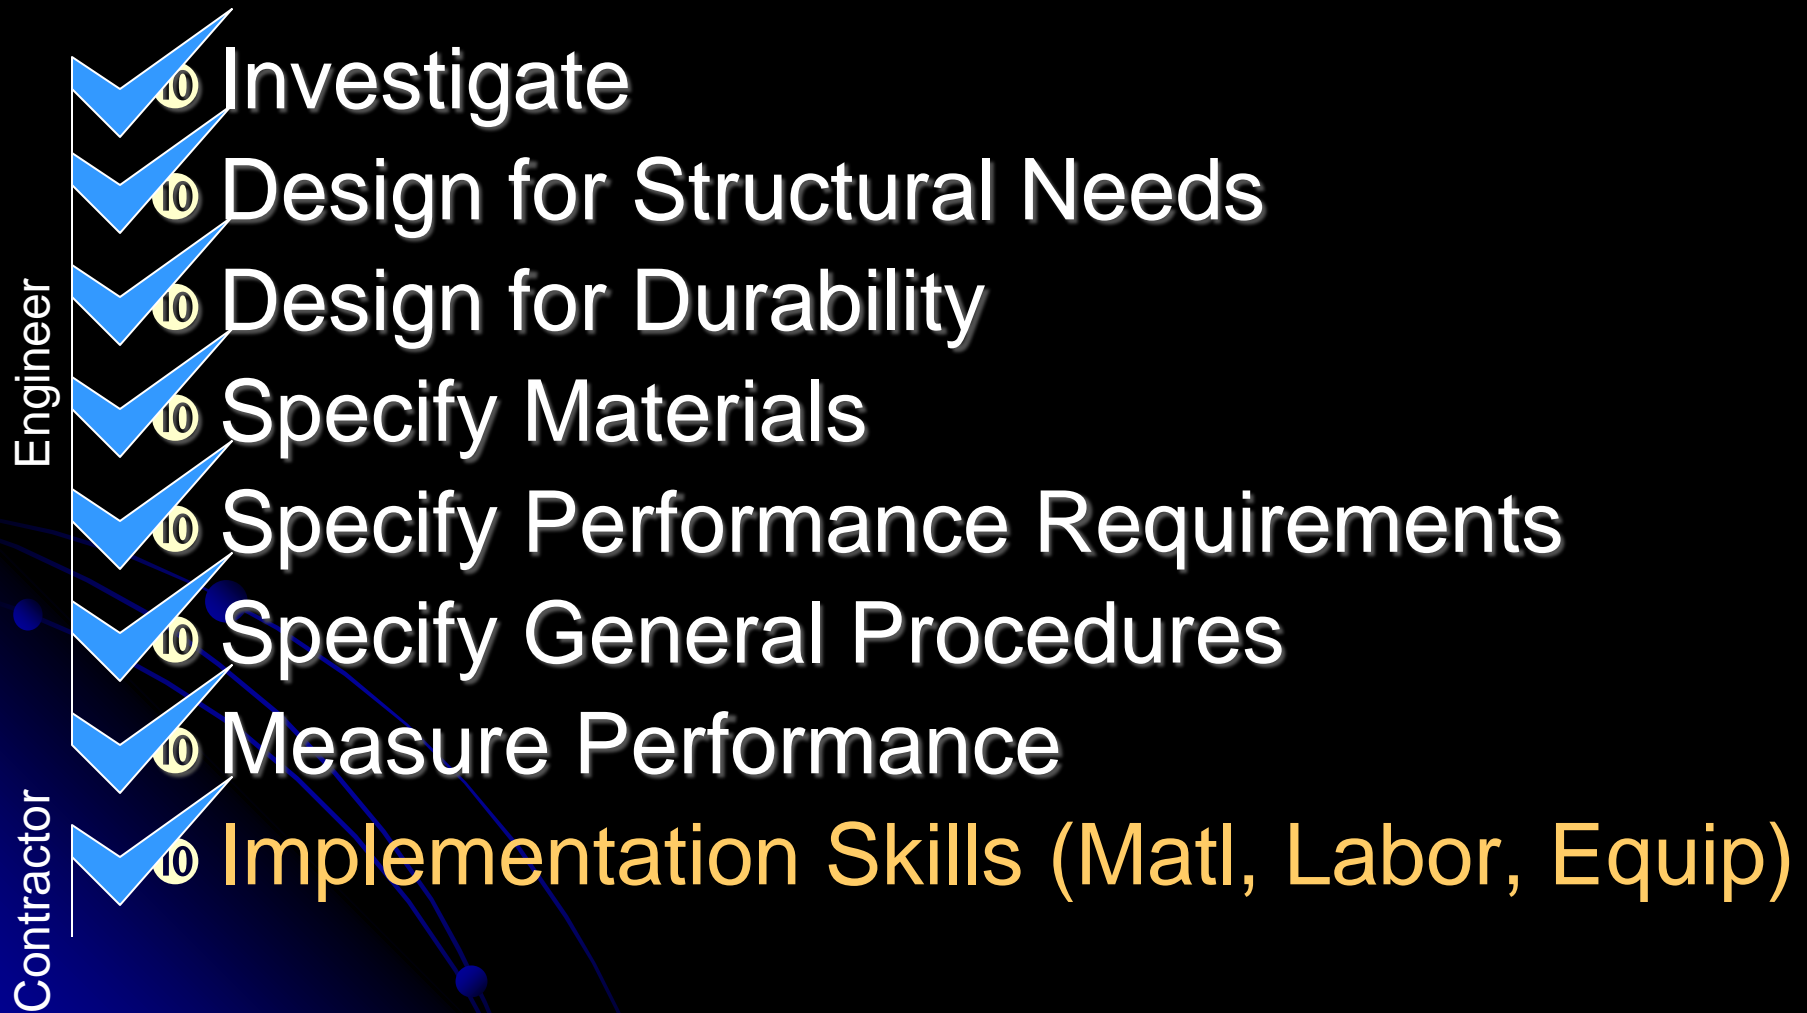 Engineer
❿ Investigate
❿ Design for Structural Needs
❿ Design for Durability
❿ Specify Materials
❿ Specify Performance Requirements
❿ Specify General Procedures
❿ Measure Performance
Contractor
❿ Implementation Skills (Matl, Labor, Equip)